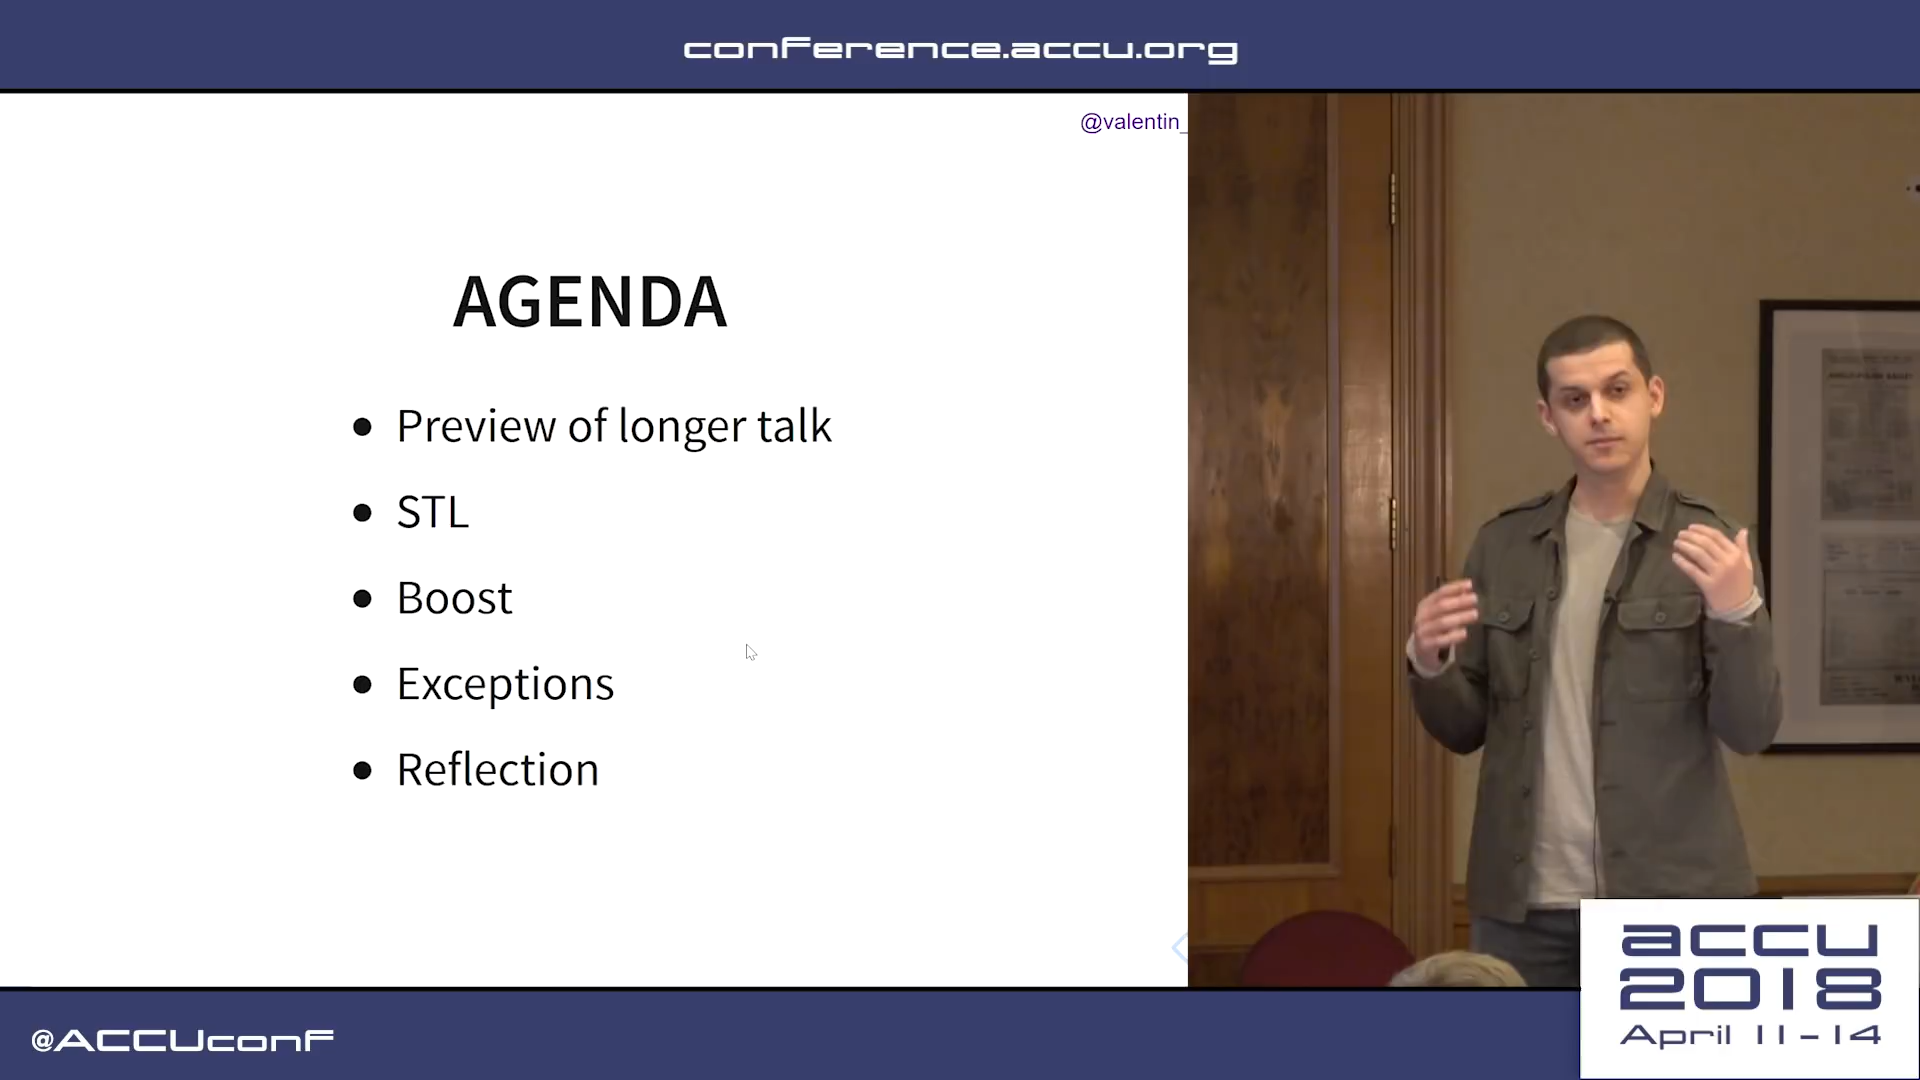 conference.accu.org
@valentin_
AGENDA
Preview of longer talk
STL
Boost
Exceptions
Reflection
accu
2018
April 11-14
@ACCUconf